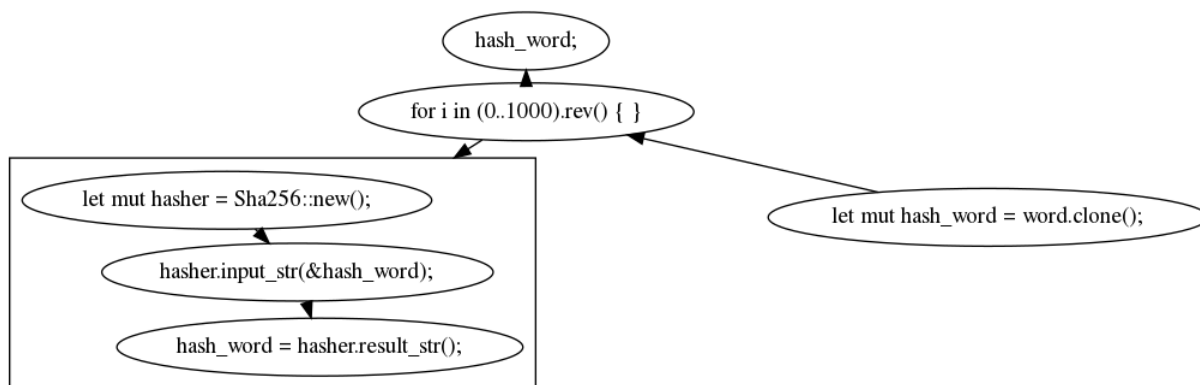 hash_word;
for i in (0..1000).rev() { }
let mut hasher = Sha256::new();
let mut hash_word = word.clone();
hasher.input_str(&hash_word);
hash_word = hasher.result_str();